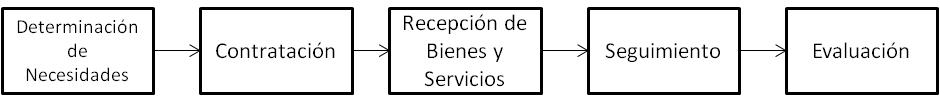 Determinación
de
Necesidades
Contratación
Recepción de
Bienes y
Servicios
Seguimiento
Evaluación